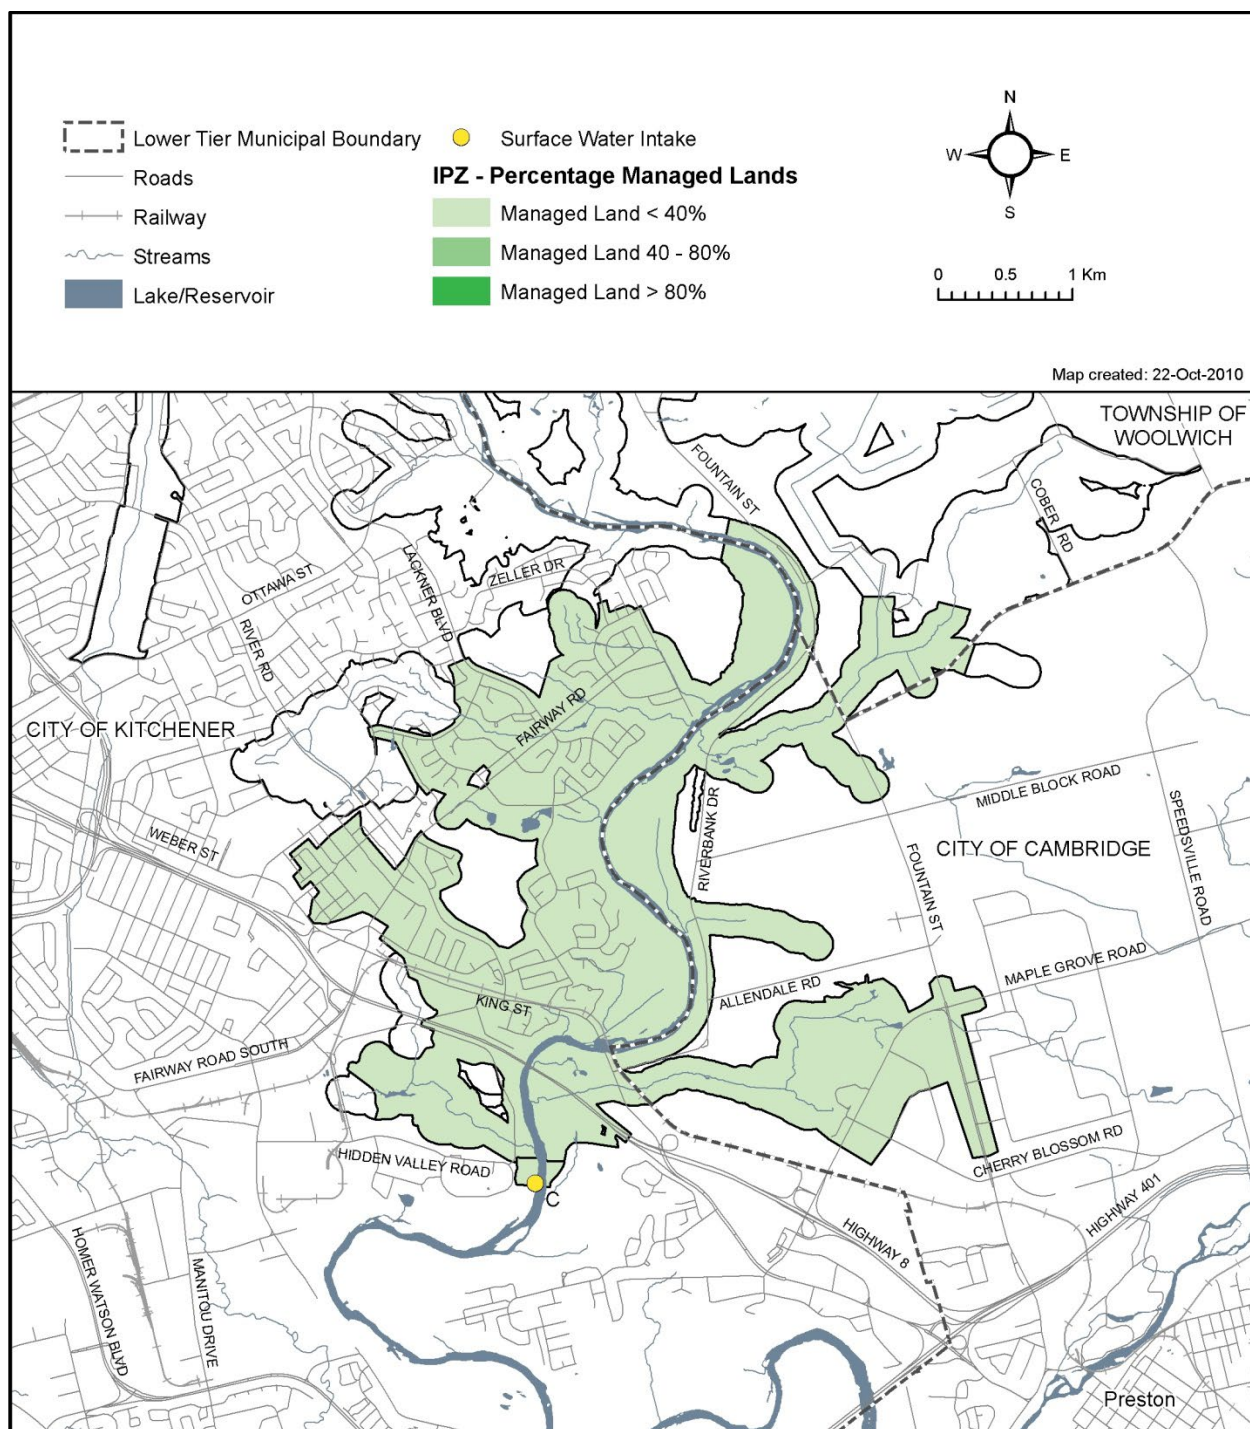 Lower Tier Municipal Boundary
Roads
Railway
Streams
Lake/Reservoir
Surface Water Intake
IPZ - Percentage Managed Lands
Managed Land < 40%
Managed Land 40 - 80%
Managed Land > 80%
N
W
E
S
0 0.5 1 Km
Map created: 22-Oct-2010
TOWNSHIP OF
WOOLWICH
FOUNTAIN ST
COBER RD
OTTAWA ST
LACKNER BLVD
ZELLER DR
RIVER RD
CITY OF KITCHENER
FAIRWAY RD
MIDDLE BLOCK ROAD
SPEEDSVILLE ROAD
WEBER ST
RIVERBANK DR
CITY OF CAMBRIDGE
FOUNTAIN ST
MAPLE GROVE ROAD
ALLENDALE RD
KING ST
FAIRWAY ROAD SOUTH
CHERRY BLOSSOM RD
HIDDEN VALLEY ROAD
C
HIGHWAY 401
HIGHWAY 8
HOMER WATSON BLVD
MANITOU DRIVE
Preston